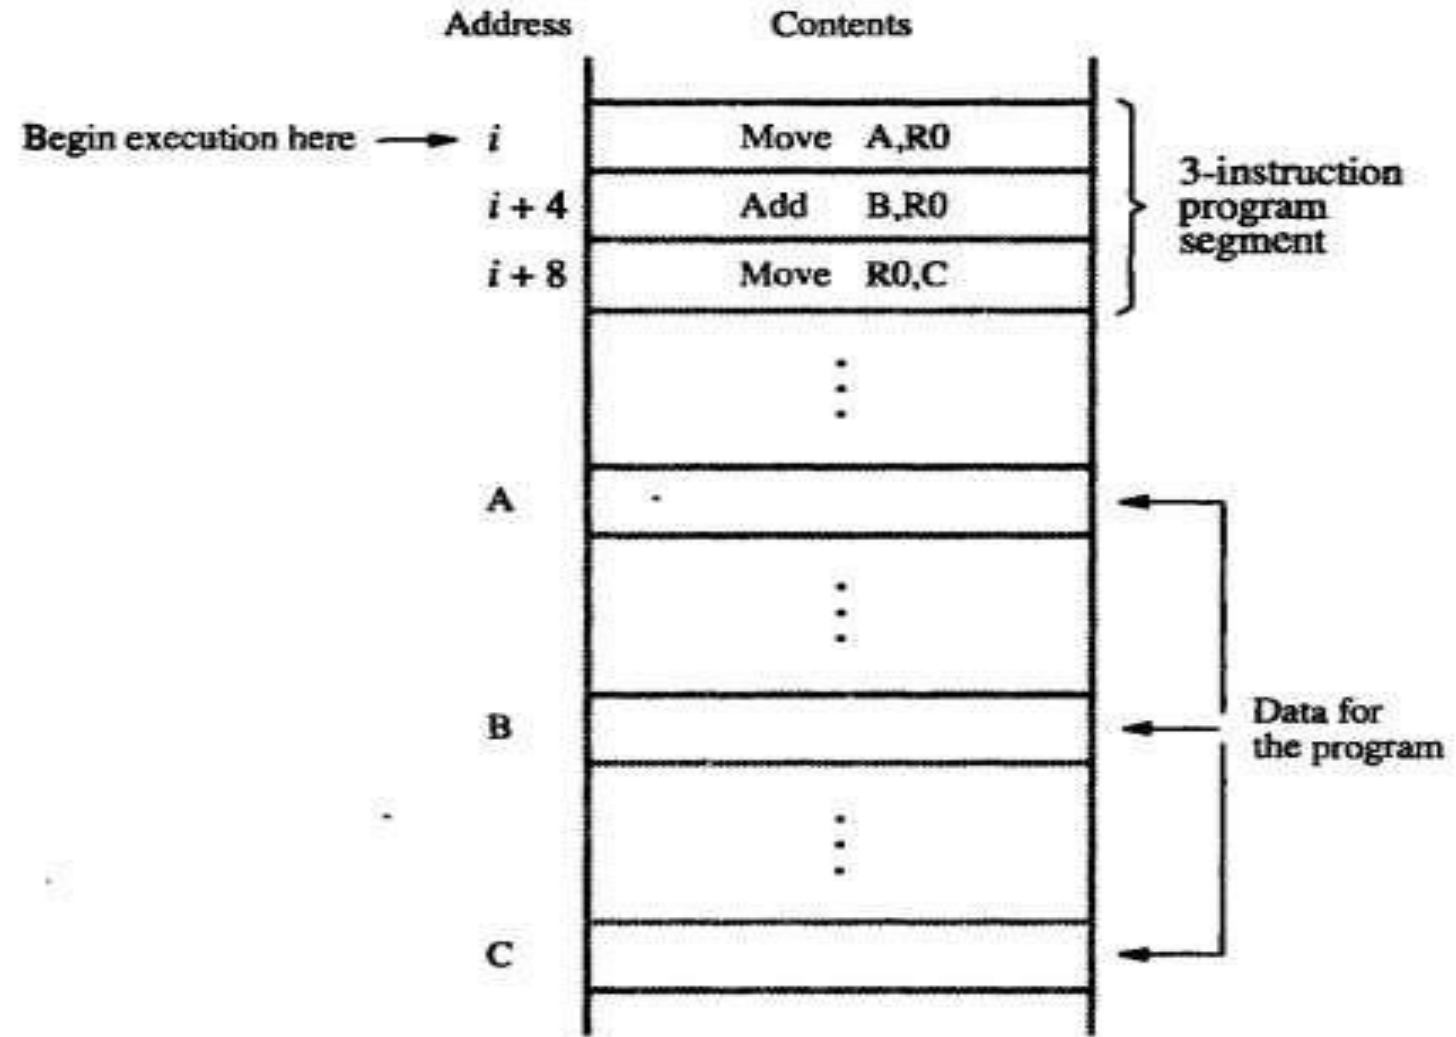 Address Contents
Begin execution here i Move A,R0
i + 4 Add B,R0
i + 8 Move R0,C
3-instruction
program
segment
A
B
Data for
the program
C